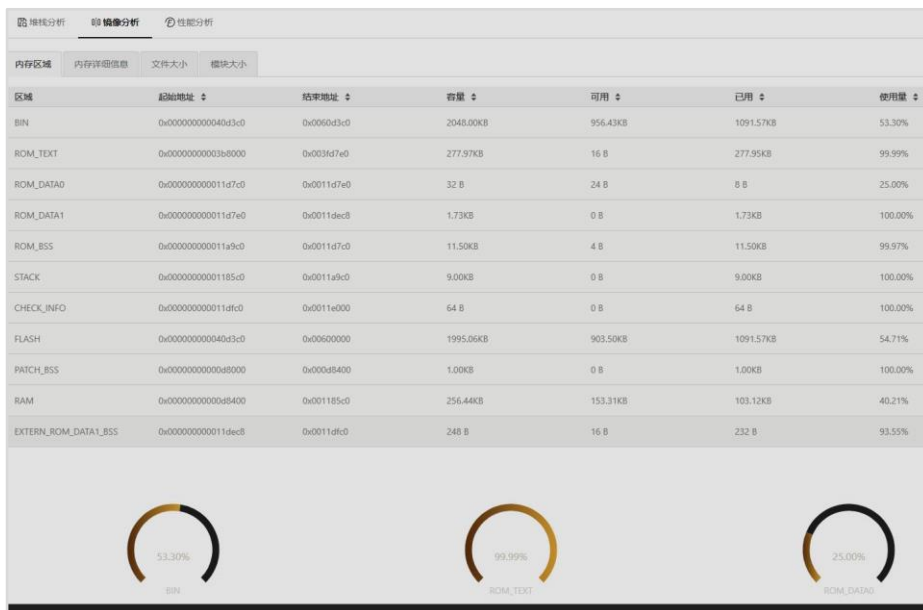 堆栈分析 镜像分析 性能分析
内存区域 内存详细信息 文件大小 模块大小
区域 起始地址 结束地址 容量 可用 已用 使用量
BIN 0x000000000040d3c0 0x0060d3c0 2048.00KB 956.43KB 1091.57KB 53.30%
ROM_TEXT 0x00000000003b8000 0x003fd7e0 277.97KB 16 B 277.95KB 99.99%
ROM_DATA0 0x000000000011d7c0 0x0011d7e0 32 B 24 B 8 B 25.00%
ROM_DATA1 0x000000000011d7e0 0x0011dec8 1.73KB 0 B 1.73KB 100.00%
ROM_BSS 0x000000000011a9c0 0x0011d7c0 11.50KB 4 B 11.50KB 99.97%
STACK 0x00000000001185c0 0x0011a9c0 9.00KB 0 B 9.00KB 100.00%
CHECK_INFO 0x000000000011dfc0 0x0011e000 64 B 0 B 64 B 100.00%
FLASH 0x000000000040d3c0 0x00600000 1995.06KB 903.50KB 1091.57KB 54.71%
PATCH_BSS 0x00000000000d8000 0x000d8400 1.00KB 0 B 1.00KB 100.00%
RAM 0x00000000000d8400 0x001185c0 256.44KB 153.31KB 103.12KB 40.21%
EXTERN_ROM_DATA1_BSS 0x000000000011dec8 0x0011dfc0 248 B 16 B 232 B 93.55%
53.30% 99.99% 25.00%
BIN ROM_TEXT ROM_DATA0